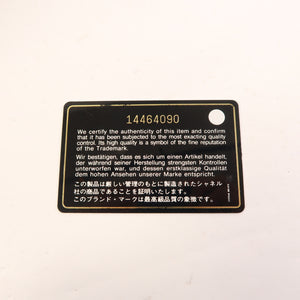 14464090
We certify the authenticity of this item and confirm
that it has been subjected to the most exacting quality
control. Its high quality is a symbol of the fine reputation
of the Trademark.
Wir bestätigen, dass es sich um einen Artikel handelt,
der während seiner Herstellung strengsten Kontrollen
unterworfen war, und dessen erstklassige Qualität
dem hohen Ansehen unserer Marke entspricht.
この製品は厳しい管理のもとに製造されたシャネル
社の商品であることを証明いたします。
このブランド・マークは最高級品質の象徴です。